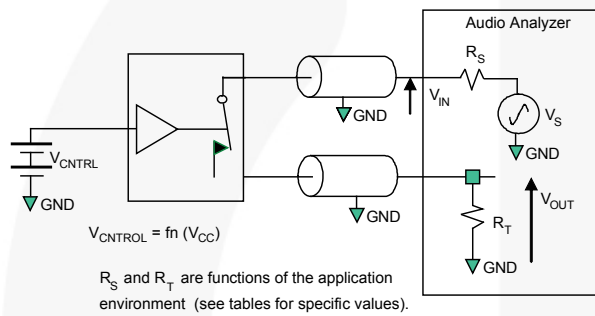 Audio Analyzer
R_S
GND
V_IN
V_S
GND
V_CNTRL
GND
GND
V_OUT
R_T
GND
V_CNTROL = fn (V_CC)
R_S and R_T are functions of the application
environment (see tables for specific values).